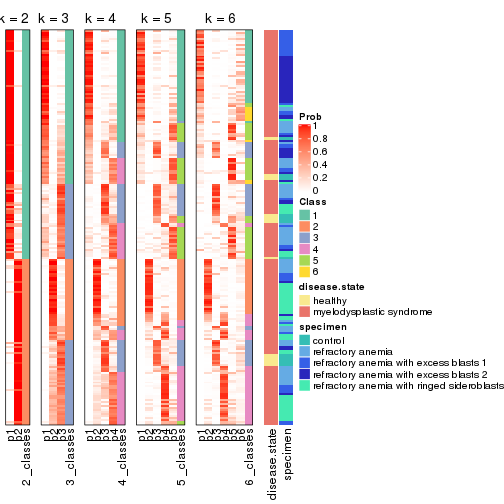 k = 2 k = 3 k = 4 k = 5 k = 6
Prob
1
0.8
0.6
0.4
0.2
0
Class
1
2
3
4
5
6
disease.state
healthy
myelodysplastic syndrome
specimen
control
refractory anemia
refractory anemia with excess blasts 1
refractory anemia with excess blasts 2
refractory anemia with ringed sideroblasts
p1 p2 2_classes p1 p2 p3 3_classes p1 p2 p3 p4 4_classes p1 p2 p3 p4 p5 5_classes p1 p2 p3 p4 p5 p6 6_classes disease.state specimen